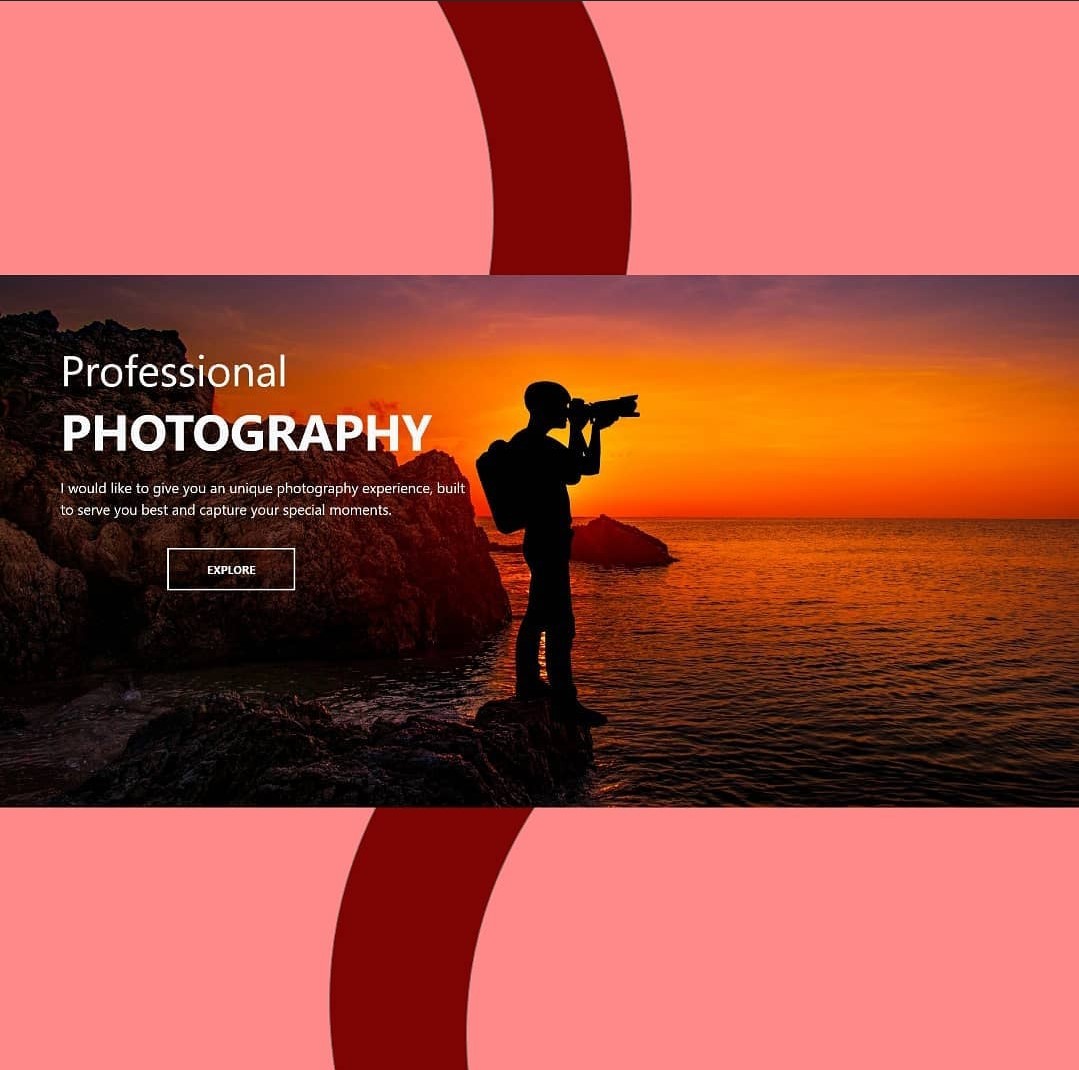 Professional
PHOTOGRAPHY
I would like to give you an unique photography experience, built
to serve you best and capture your special moments.
EXPLORE